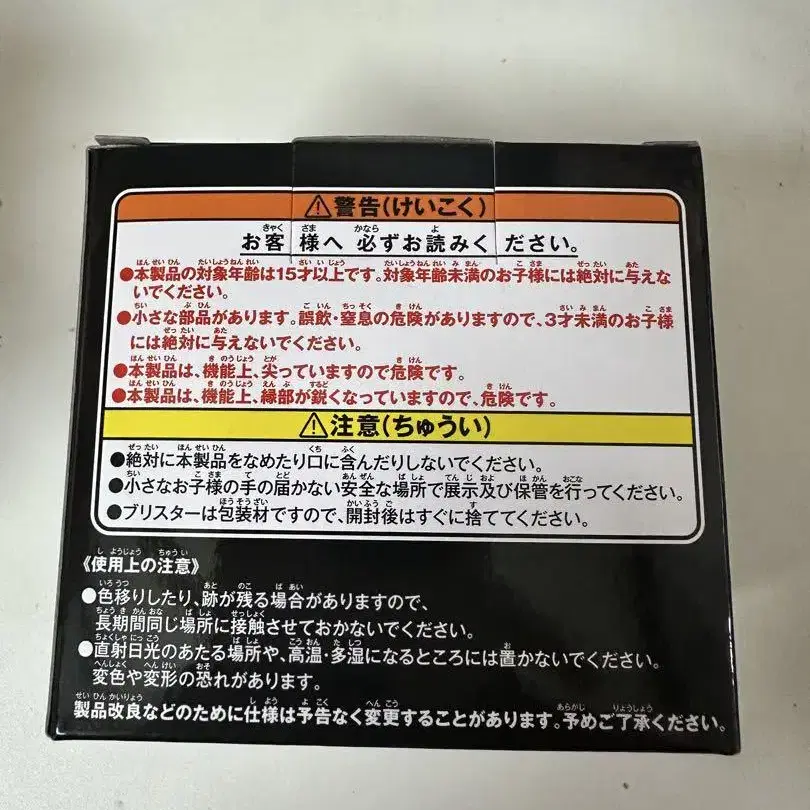 ⚠警告(けいこく)
お客様へ 必ずお読みください。
●本製品の対象年齢は15才以上です。対象年齢未満のお子様には絶対に与えな
いでください。
●小さな部品があります。誤飲・窒息の危険がありますので、3才未満のお子様
には絶対に与えないでください。
●本製品は、機能上、尖っていますので危険です。
●本製品は、機能上、縁部が鋭くなっていますので、危険です。
⚠注意(ちゅうい)
●絶対に本製品をなめたり口に含んだりしないでください。
●小さなお子様の手の届かない安全な場所で展示及び保管を行ってください。
●ブリスターは包装材ですので、開封後はすぐに捨ててください。
《使用上の注意》
●色移りしたり、跡が残る場合がありますので、
長期間同じ場所に接触させておかないでください。
●直射日光のあたる場所や、高温・多湿になるところには置かないでください。
変色や変形の恐れがあります。
製品改良などのために仕様は予告なく変更することがあります。予めご了承ください。